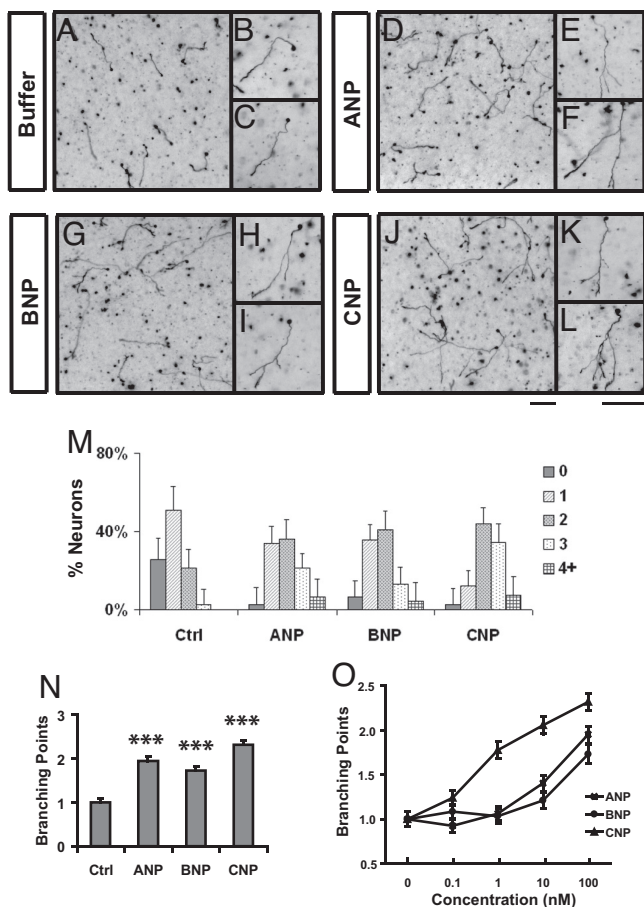 Buffer
A
B
C
ANP
D
E
F
BNP
G
H
I
CNP
J
K
L
M
80%
40%
0%
% Neurons
Ctrl
ANP
BNP
CNP
0
1
2
3
4+
N
3
2
1
0
Branching Points
***
***
***
Ctrl
ANP
BNP
CNP
O
2.5
2.0
1.5
1.0
0.5
Branching Points
ANP
BNP
CNP
0
0.1
1
10
100
Concentration (nM)